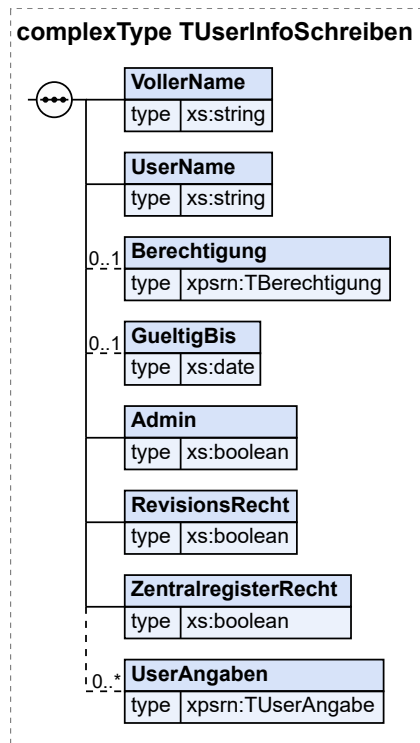 complexType TUserInfoSchreiben
VollerName
type xs:string
UserName
type xs:string
0..1 Berechtigung
type xpsrn:TBerechtigung
0..1 GueltigBis
type xs:date
Admin
type xs:boolean
RevisionsRecht
type xs:boolean
ZentralregisterRecht
type xs:boolean
0..* UserAngaben
type xpsrn:TUserAngabe